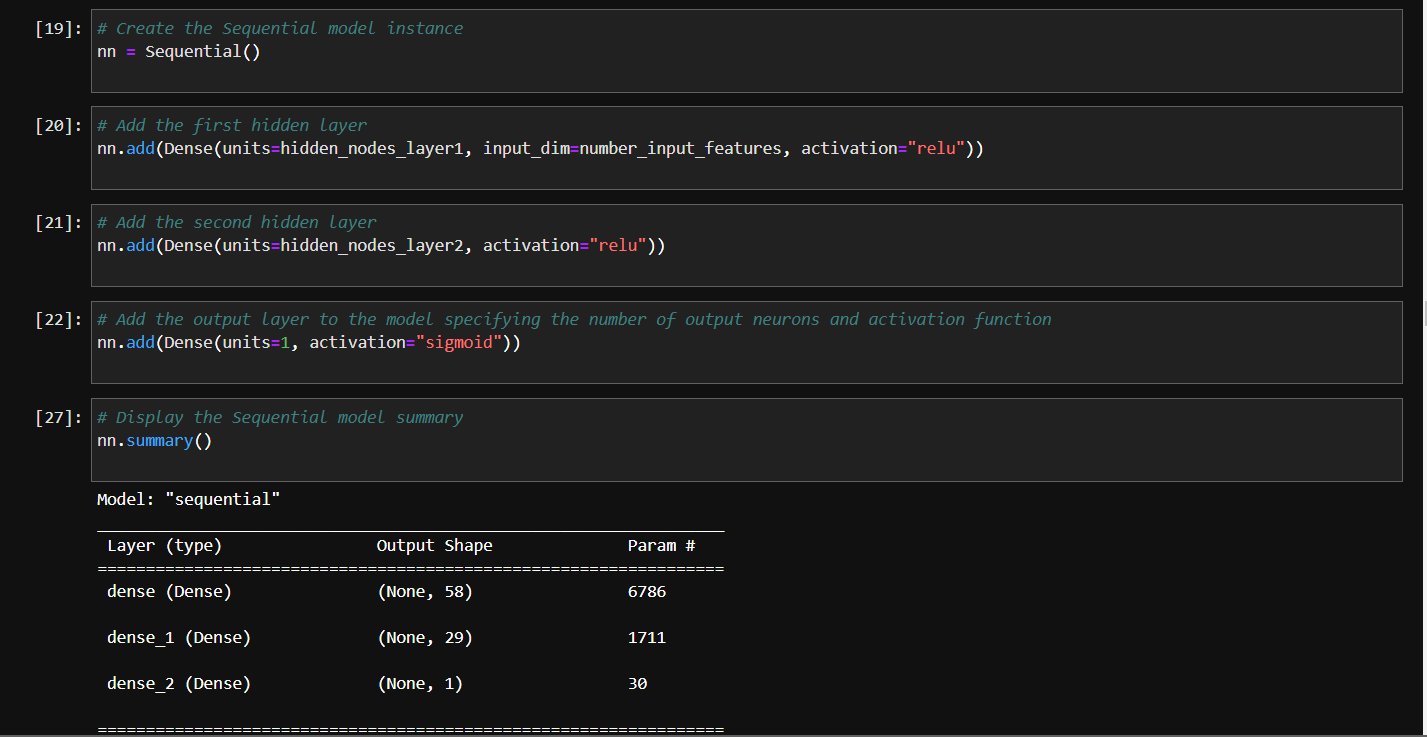 [19]: # Create the Sequential model instance
nn = Sequential()
[20]: # Add the first hidden layer
nn.add(Dense(units=hidden_nodes_layer1, input_dim=number_input_features, activation="relu"))
[21]: # Add the second hidden layer
nn.add(Dense(units=hidden_nodes_layer2, activation="relu"))
[22]: # Add the output layer to the model specifying the number of output neurons and activation function
nn.add(Dense(units=1, activation="sigmoid"))
[27]: # Display the Sequential model summary
nn.summary()
Model: "sequential"
Layer (type) Output Shape Param #
=================================================================
dense (Dense) (None, 58) 6786
dense_1 (Dense) (None, 29) 1711
dense_2 (Dense) (None, 1) 30
=================================================================